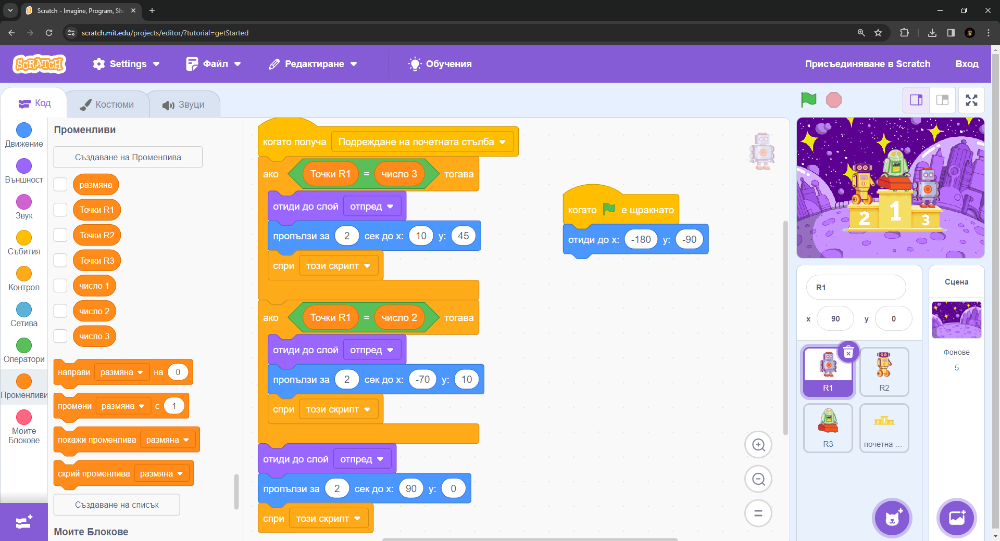 Scratch - Imagine, Program, Sh
scratch.mit.edu/projects/editor/?tutorial=getStarted
SCRATCH
Settings
Файл
Редактиране
Обучения
Присъединяване в Scratch
Вход
Код
Костюми
Звуци
Движение
Външност
Звук
Събития
Контрол
Сетива
Оператори
Променливи
Моите Блокове
Променливи
Създаване на Променлива
размяна
Точки R1
Точки R2
Точки R3
число 1
число 2
число 3
направи размяна на 0
промени размяна с 1
покажи променлива размяна
скрий променлива размяна
Създаване на списък
Моите Блокове
когато получа Подреждане на почетната стълба
ако Точки R1 = число 3 тогава
отиди до слой отпред
пропълзи за 2 сек до x: 10 y: 45
спри този скрипт
ако Точки R1 = число 2 тогава
отиди до слой отпред
пропълзи за 2 сек до x: -70 y: 10
спри този скрипт
отиди до слой отпред
пропълзи за 2 сек до x: 90 y: 0
спри този скрипт
когато е щракнато
отиди до x: -180 y: -90
1
2
3
R1
x 90 y 0
R1
R2
R3
почетна ...
Сцена
Фонове
5